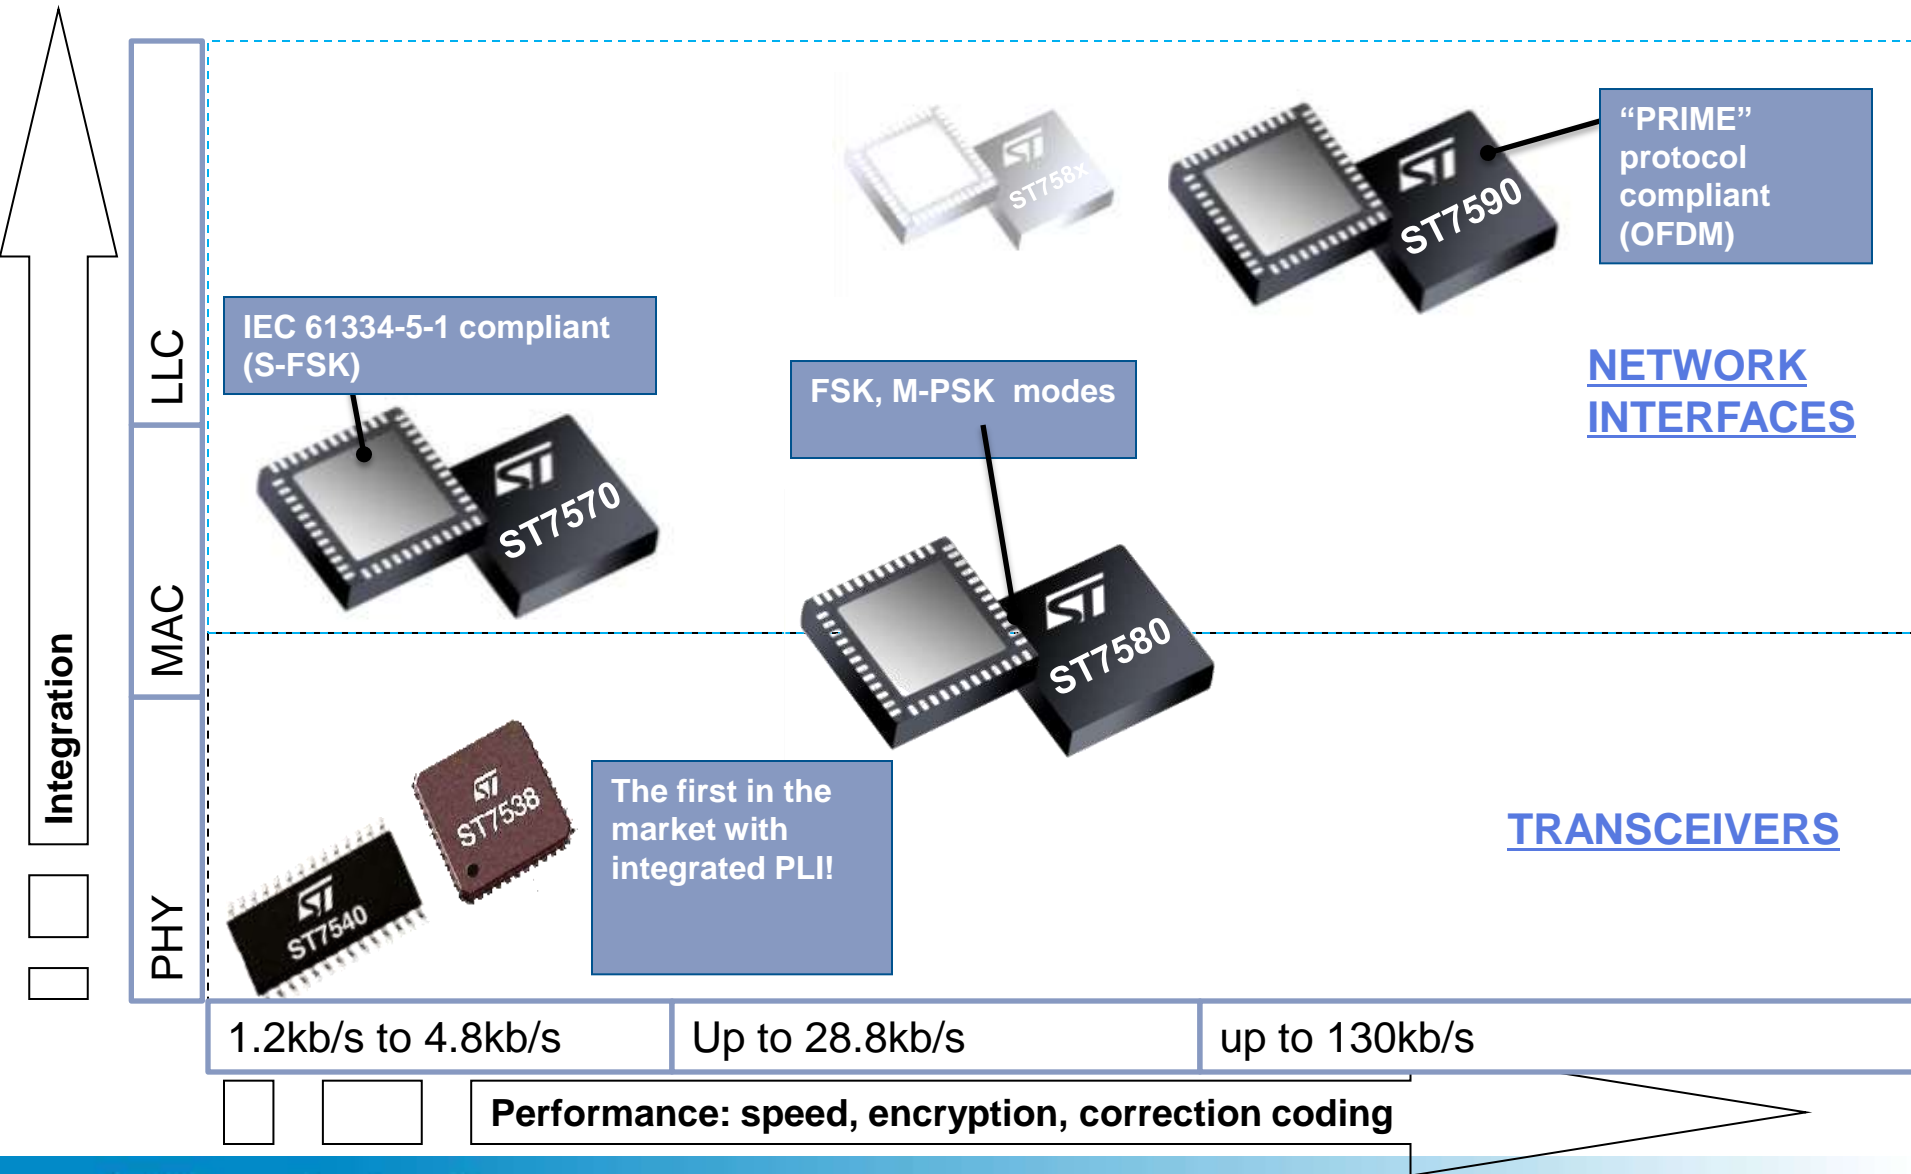 ST758x
ST7590
“PRIME”
protocol
compliant
(OFDM)
IEC 61334-5-1 compliant
(S-FSK)
FSK, M-PSK  modes
NETWORK
INTERFACES
LLC
ST7570
MAC
ST7580
Integration
ST7538
The first in the
market with
integrated PLI!
TRANSCEIVERS
ST7540
PHY
1.2kb/s to 4.8kb/s
Up to 28.8kb/s
up to 130kb/s
Performance: speed, encryption, correction coding